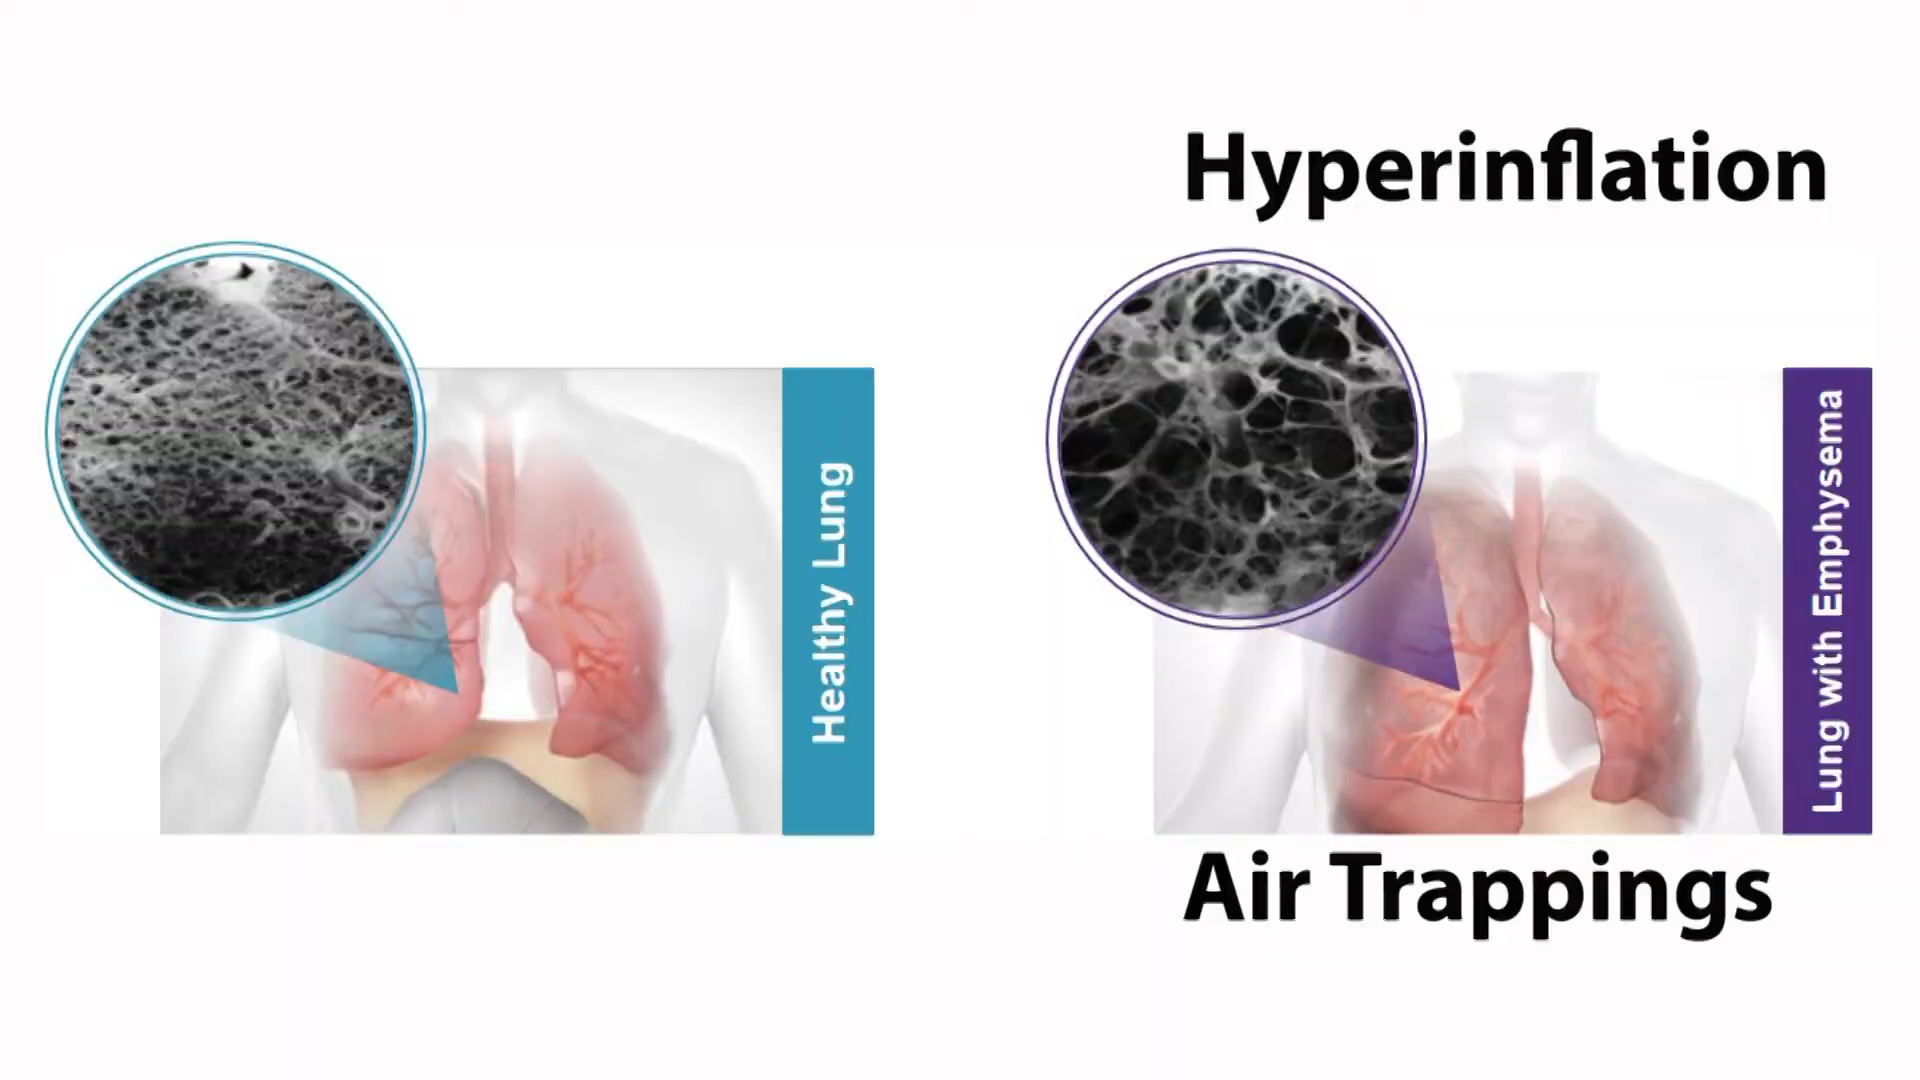 Hyperinflation
Healthy Lung
Lung with Emphysema
Air Trappings